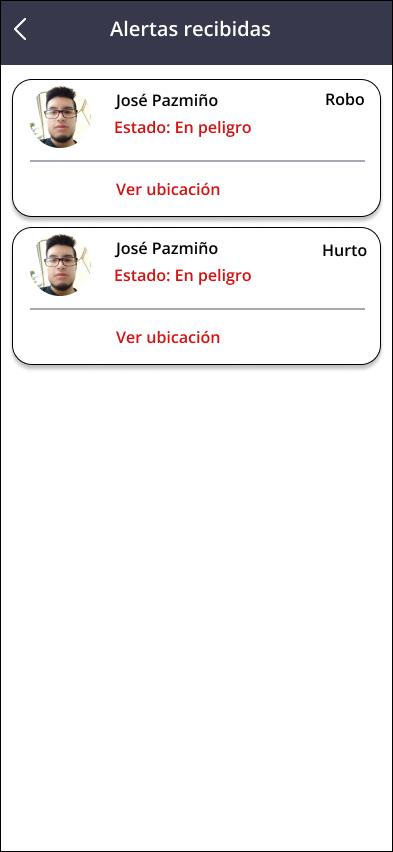 Alertas recibidas
José Pazmiño
Robo
Estado: En peligro
Ver ubicación
José Pazmiño
Hurto
Estado: En peligro
Ver ubicación